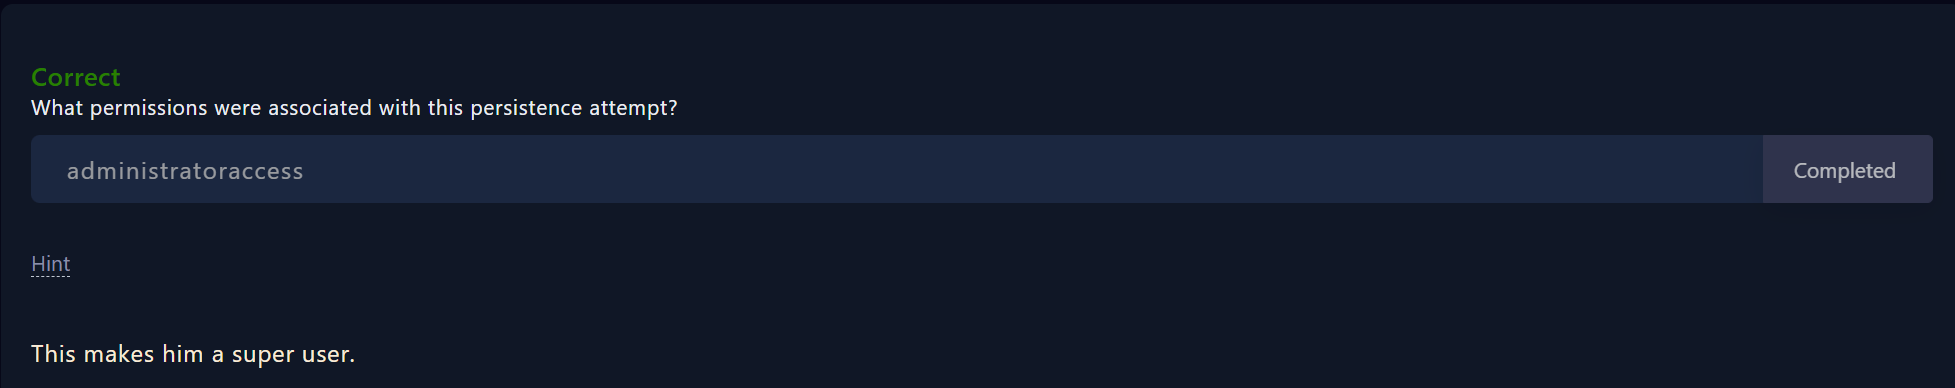 Correct
What permissions were associated with this persistence attempt?
administratoraccess
Completed
Hint
This makes him a super user.